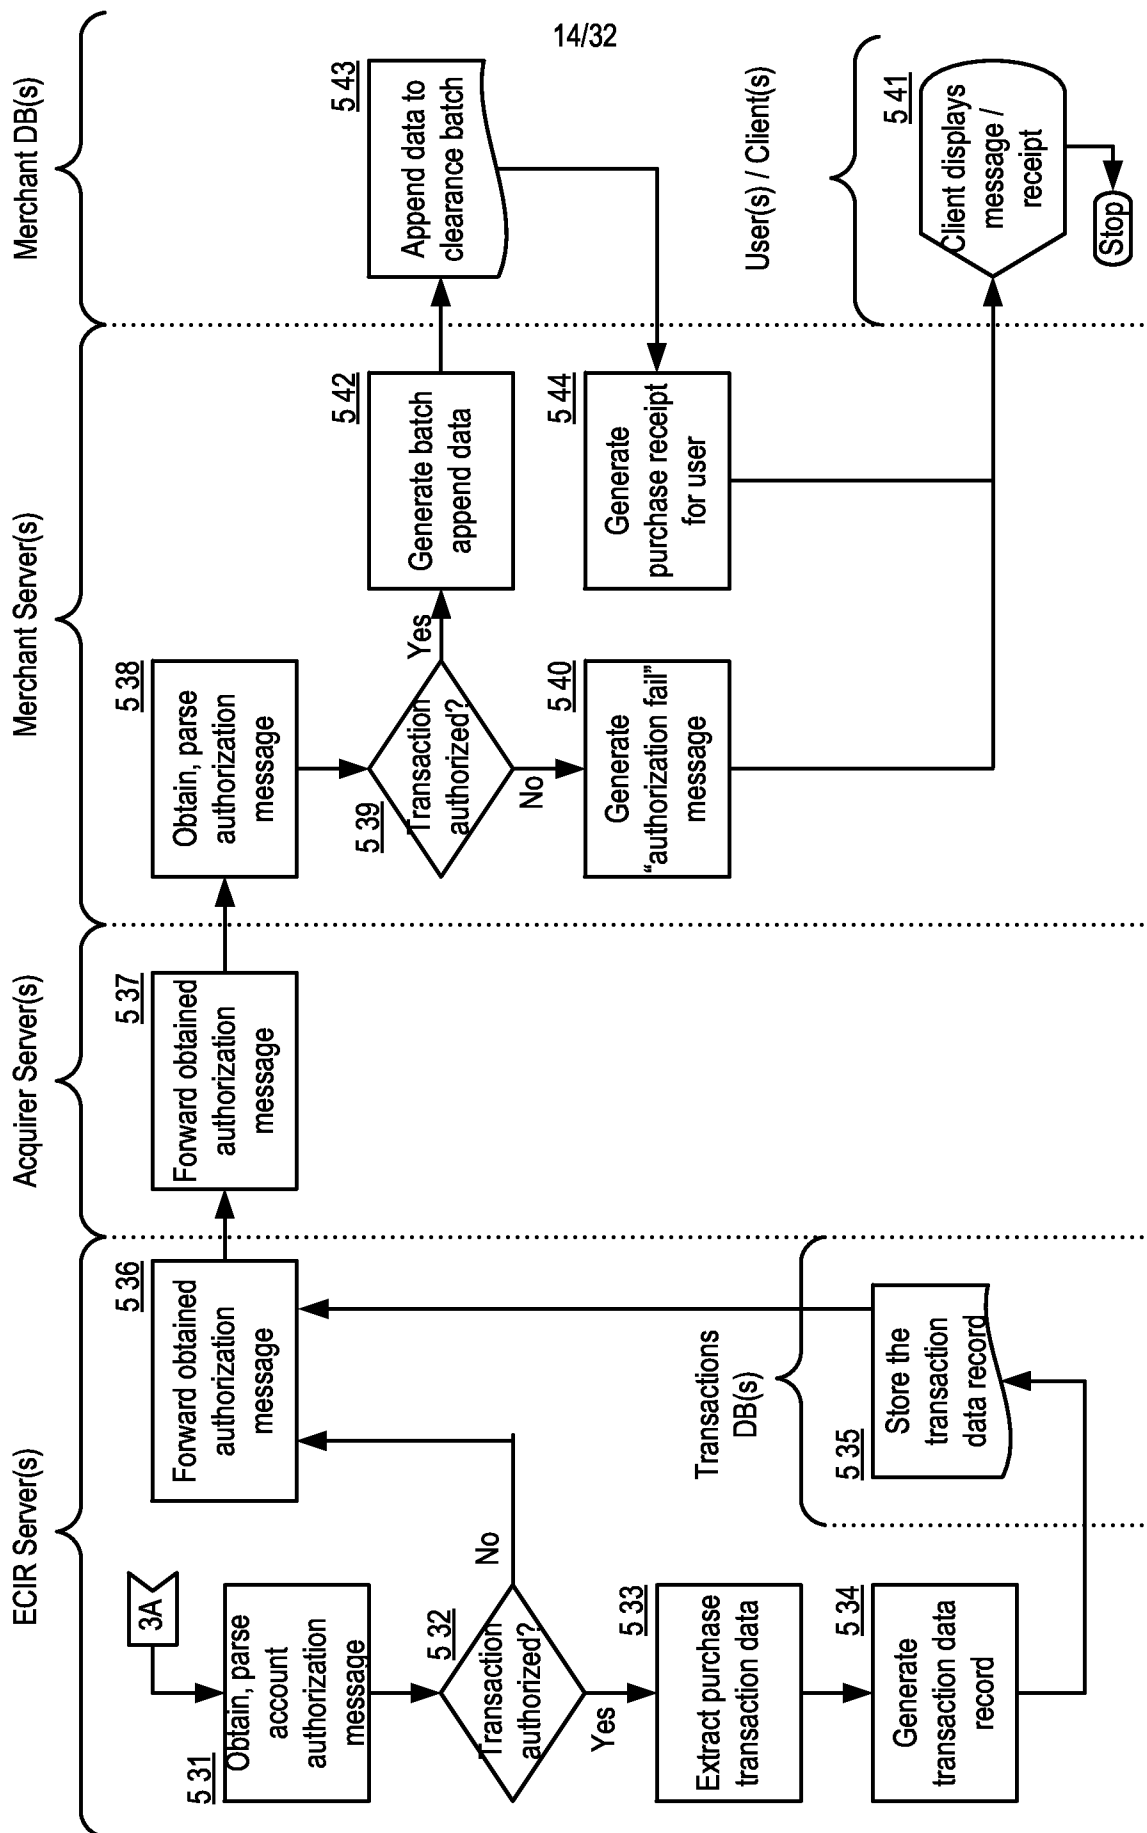 14/32
ECIR Server(s)
Acquirer Server(s)
Merchant Server(s)
Merchant DB(s)
3A
5 31
Obtain, parse
account
authorization
message
5 32
Transaction
authorized?
No
Yes
5 33
Extract purchase
transaction data
5 34
Generate
transaction data
record
Transactions
DB(s)
5 35
Store the
transaction
data record
5 36
Forward obtained
authorization
message
5 37
Forward obtained
authorization
message
5 38
Obtain, parse
authorization
message
5 39
Transaction
authorized?
Yes
No
5 40
Generate
“authorization fail”
message
5 42
Generate batch
append data
5 43
Append data to
clearance batch
5 44
Generate
purchase receipt
for user
User(s) / Client(s)
5 41
Client displays
message /
receipt
Stop